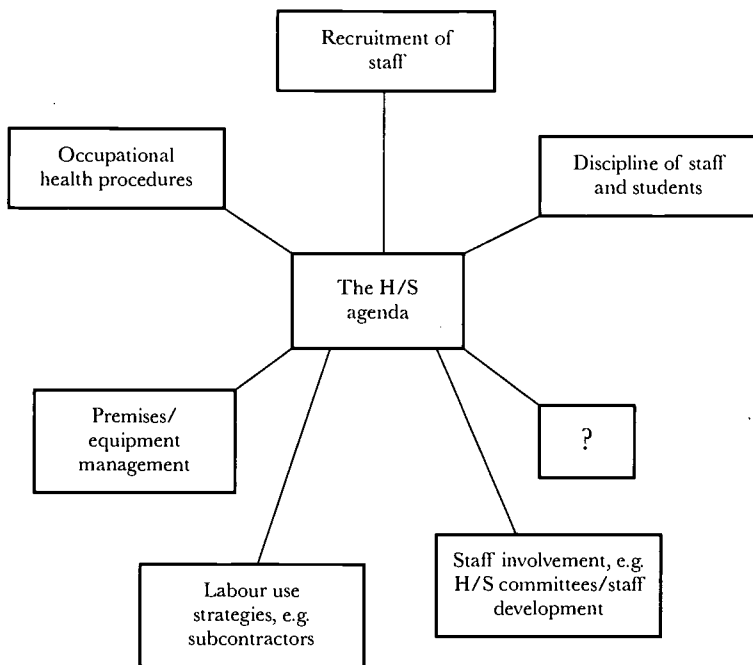 Recruitment of
staff
Occupational
health procedures
Discipline of staff
and students
The H/S
agenda
Premises/
equipment
management
?
Labour use
strategies, e.g.
subcontractors
Staff involvement, e.g.
H/S committees/staff
development